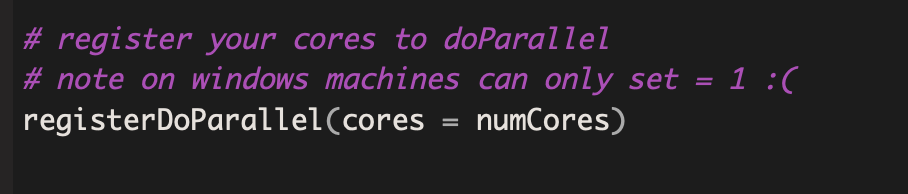 # register your cores to doParallel
# note on windows machines can only set = 1 :(
registerDoParallel(cores = numCores)